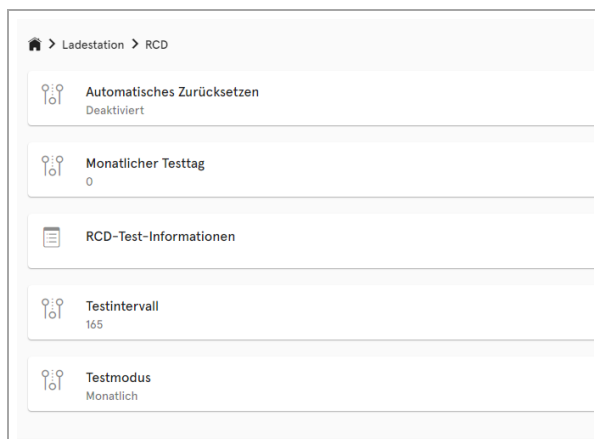 Ladestation > RCD
Automatisches Zurücksetzen
Deaktiviert
Monatlicher Testtag
0
RCD-Test-Informationen
Testintervall
165
Testmodus
Monatlich